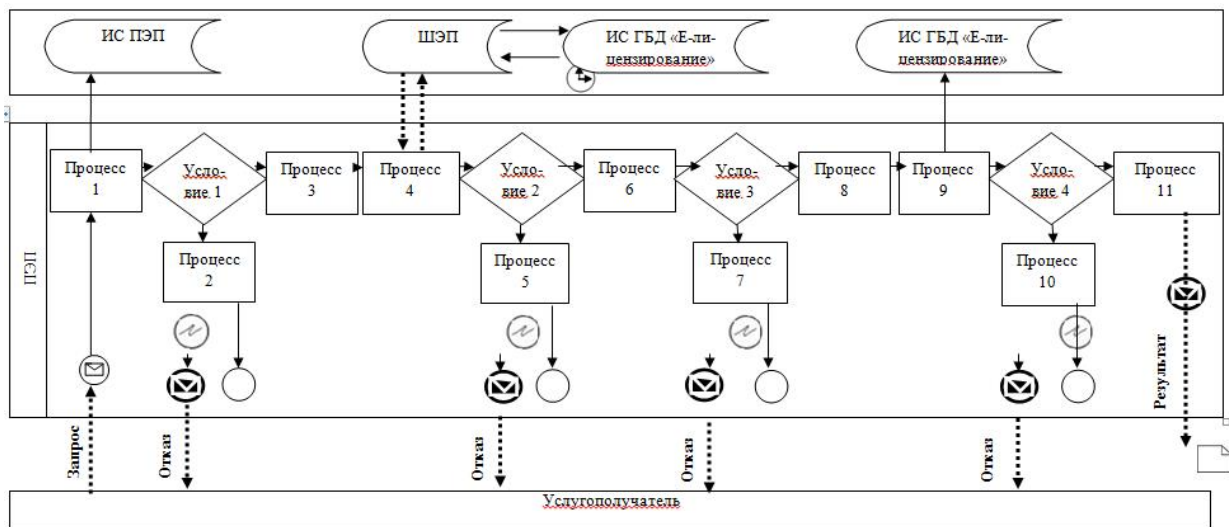 ИС ПЭП
ШЭП
ИС ГБД «Е-ли-
цензирование»
ИС ГБД «Е-ли-
цензирование»
ПЭП
Процесс
1
Усло-
вие 1
Процесс
3
Процесс
4
Усло-
вие 2
Процесс
6
Усло-
вие 3
Процесс
8
Процесс
9
Усло-
вие 4
Процесс
11
Процесс
2
Процесс
5
Процесс
7
Процесс
10
Запрос
Отказ
Отказ
Отказ
Отказ
Результат
Услугополучатель